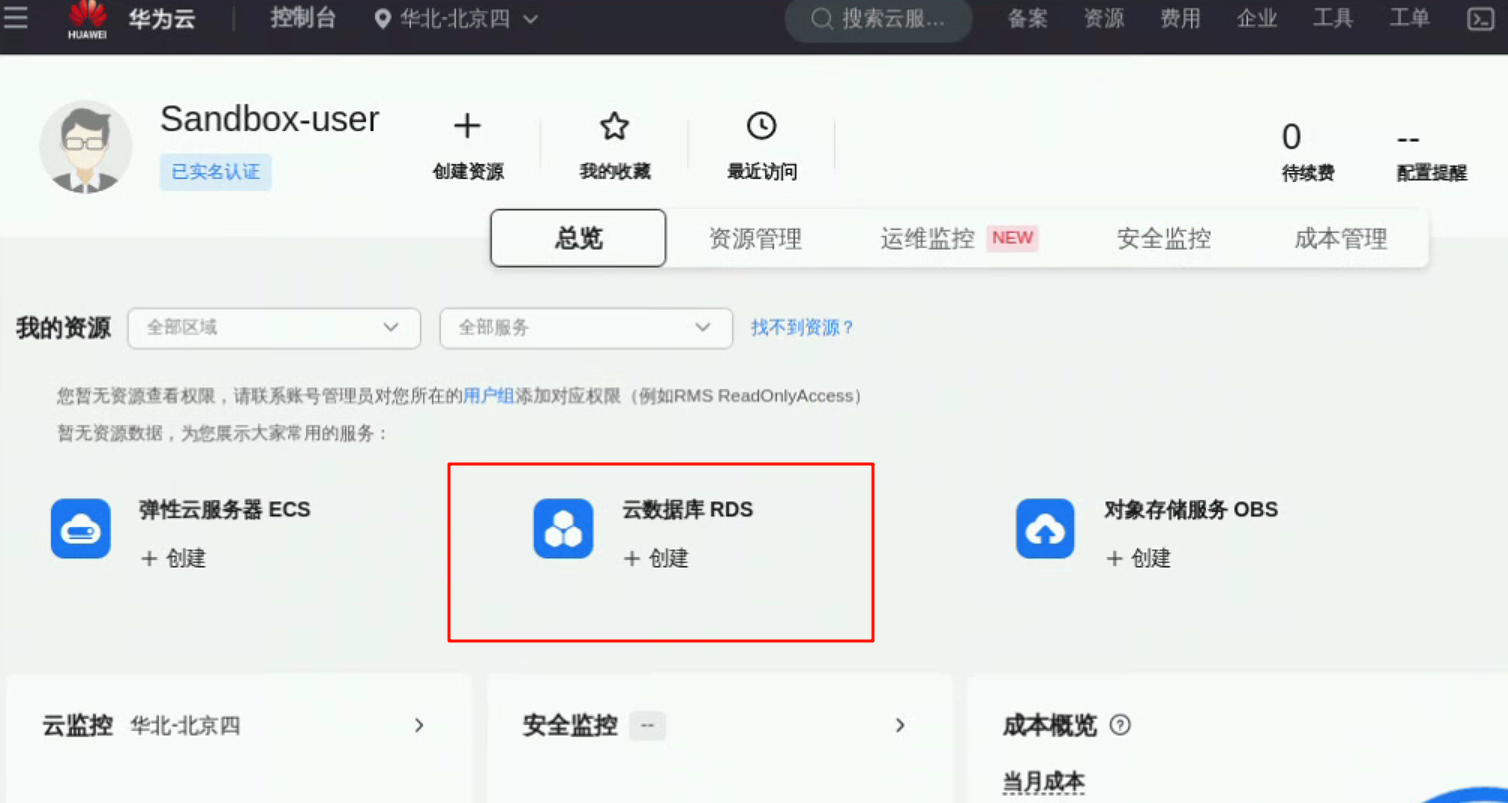 HUAWEI 华为云 控制台 华北-北京四 搜索云服... 备案 资源 费用 企业 工具 工单
Sandbox-user
已实名认证
创建资源 我的收藏 最近访问
0 --
待续费 配置提醒
总览 资源管理 运维监控 NEW 安全监控 成本管理
我的资源 全部区域 全部服务 找不到资源？
您暂无资源查看权限，请联系账号管理员对您所在的用户组添加对应权限（例如RMS ReadOnlyAccess）
暂无资源数据，为您展示大家常用的服务：
弹性云服务器 ECS 云数据库 RDS 对象存储服务 OBS
+ 创建 + 创建 + 创建
云监控 华北-北京四 安全监控 -- 成本概览
当月成本